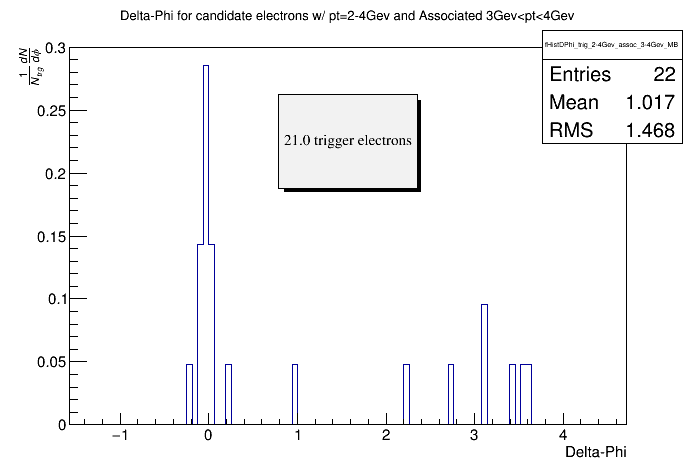 Delta-Phi for candidate electrons w/ pt=2-4Gev and Associated 3Gev<pt<4Gev
fHistDPhi_trig_2-4Gev_assoc_3-4Gev_MB
Entries 22
Mean 1.017
RMS 1.468
21.0 trigger electrons
1 dN
N_trg dϕ
0.3
0.25
0.2
0.15
0.1
0.05
0
−1 0 1 2 3 4
Delta-Phi